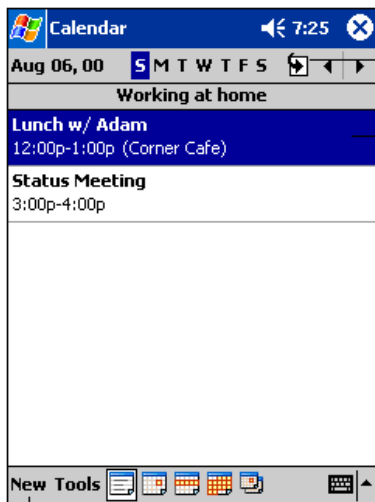 Calendar 7:25
Aug 06, 00 S M T W T F S
Working at home
Lunch w/ Adam
12:00p-1:00p (Corner Cafe)
Status Meeting
3:00p-4:00p
New Tools